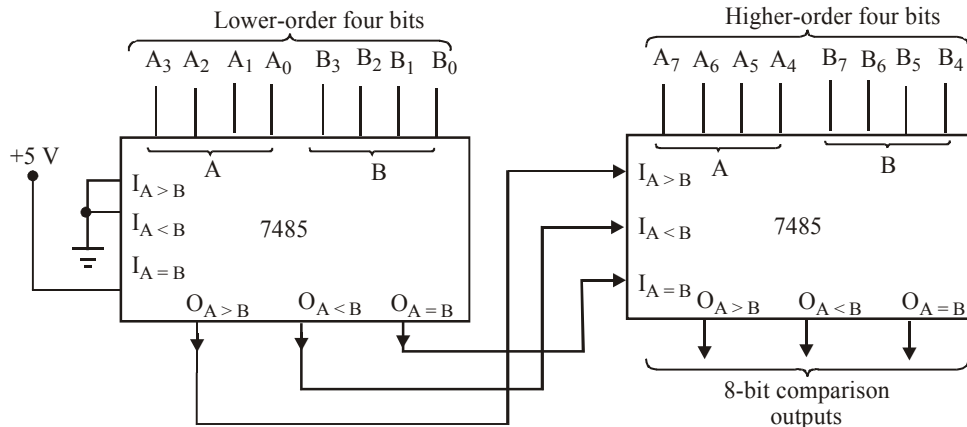 Lower-order four bits
Higher-order four bits
A3 A2 A1 A0 B3 B2 B1 B0
A7 A6 A5 A4 B7 B6 B5 B4
+5 V
A B
A B
IA > B
IA < B
7485
IA = B
OA > B OA < B OA = B
IA > B
IA < B
7485
IA = B
OA > B OA < B OA = B
8-bit comparison
outputs